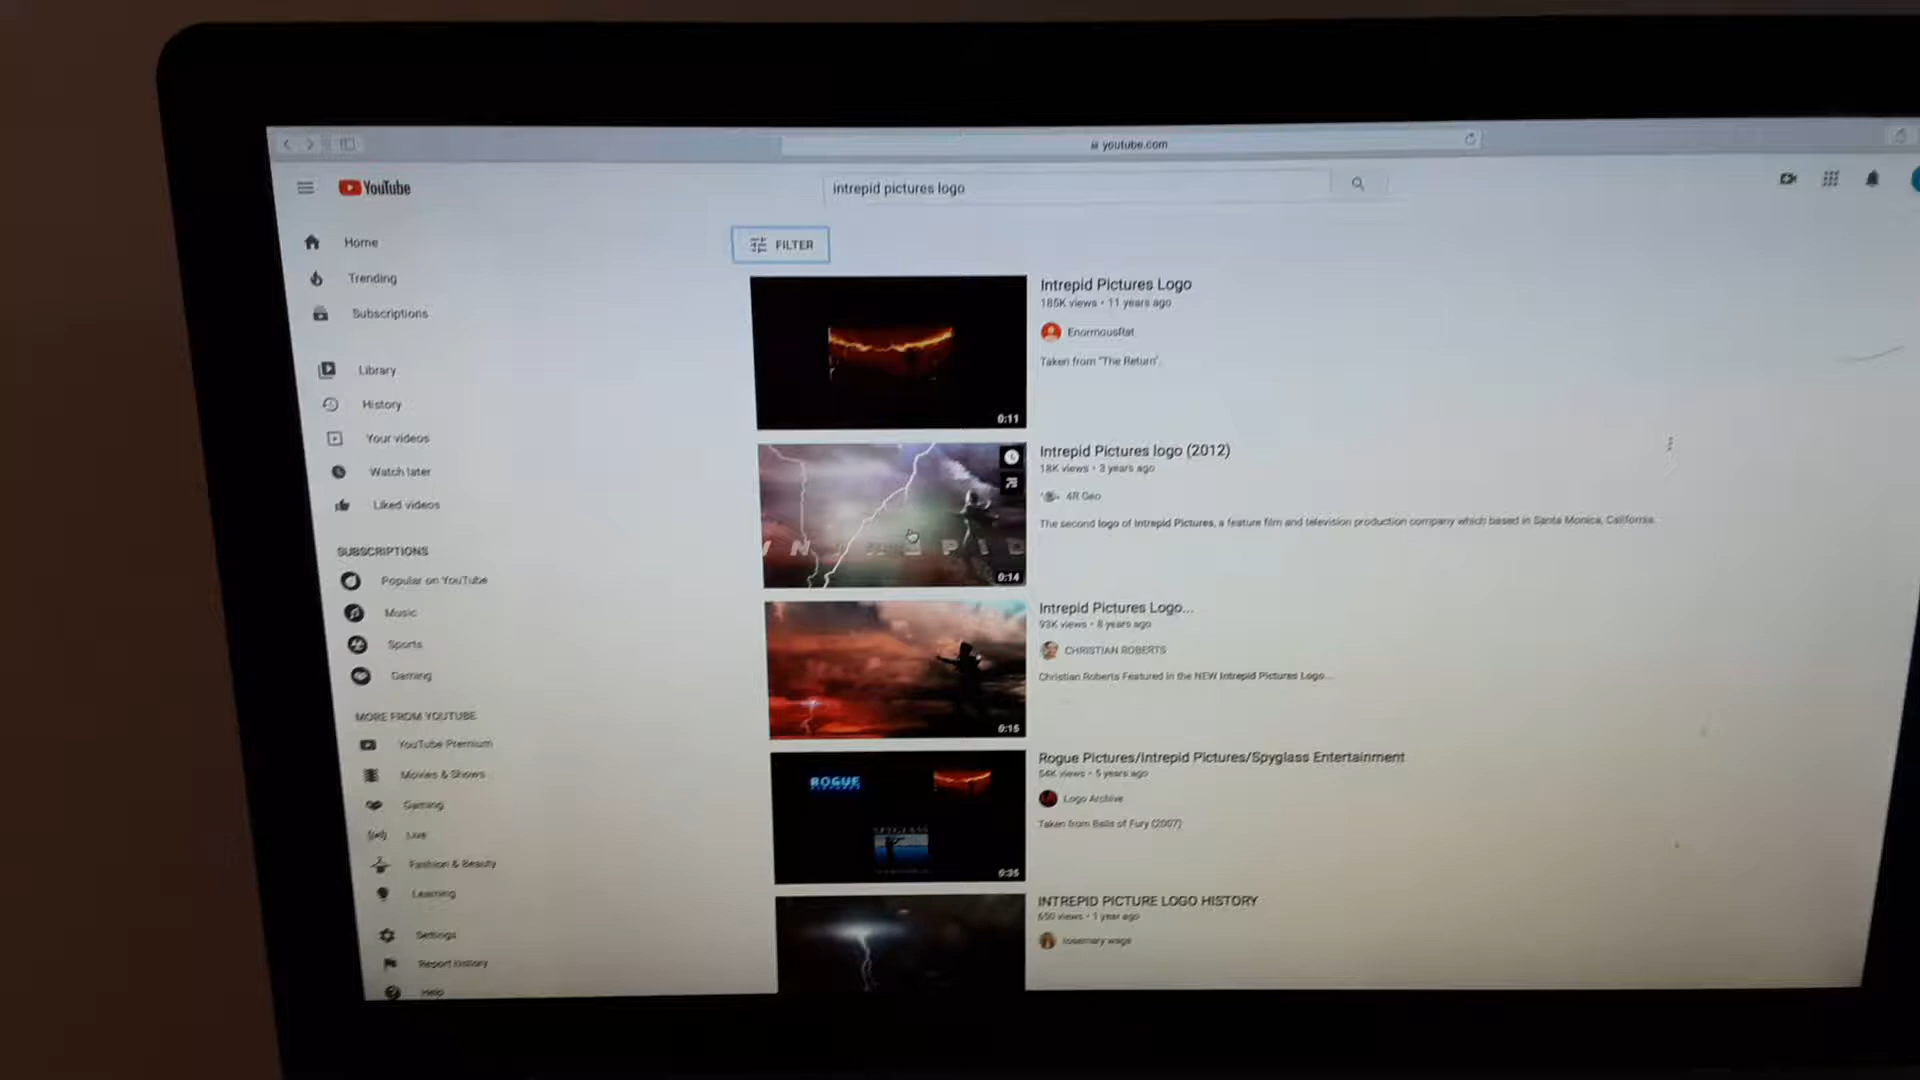 youtube.com
YouTube
intrepid pictures logo
Home
Trending
Subscriptions
Library
History
Your videos
Watch later
Liked videos
SUBSCRIPTIONS
Popular on YouTube
Music
Sports
Gaming
MORE FROM YOUTUBE
YouTube Premium
Movies & Shows
Gaming
Live
Fashion & Beauty
Learning
Settings
Report history
Help
FILTER
0:11
Intrepid Pictures Logo
185K views • 11 years ago
EnormousRat
Taken from "The Return".
0:14
Intrepid Pictures logo (2012)
18K views • 3 years ago
4R Geo
The second logo of Intrepid Pictures, a feature film and television production company which based in Santa Monica, California.
0:15
Intrepid Pictures Logo...
93K views • 8 years ago
CHRISTIAN ROBERTS
Christian Roberts Featured in the NEW Intrepid Pictures Logo...
ROGUE
PICTURES
SPYGLASS
0:35
Rogue Pictures/Intrepid Pictures/Spyglass Entertainment
54K views • 5 years ago
Logo Archive
Taken from Balls of Fury (2007)
INTREPID PICTURE LOGO HISTORY
650 views • 1 year ago
rosemary wage